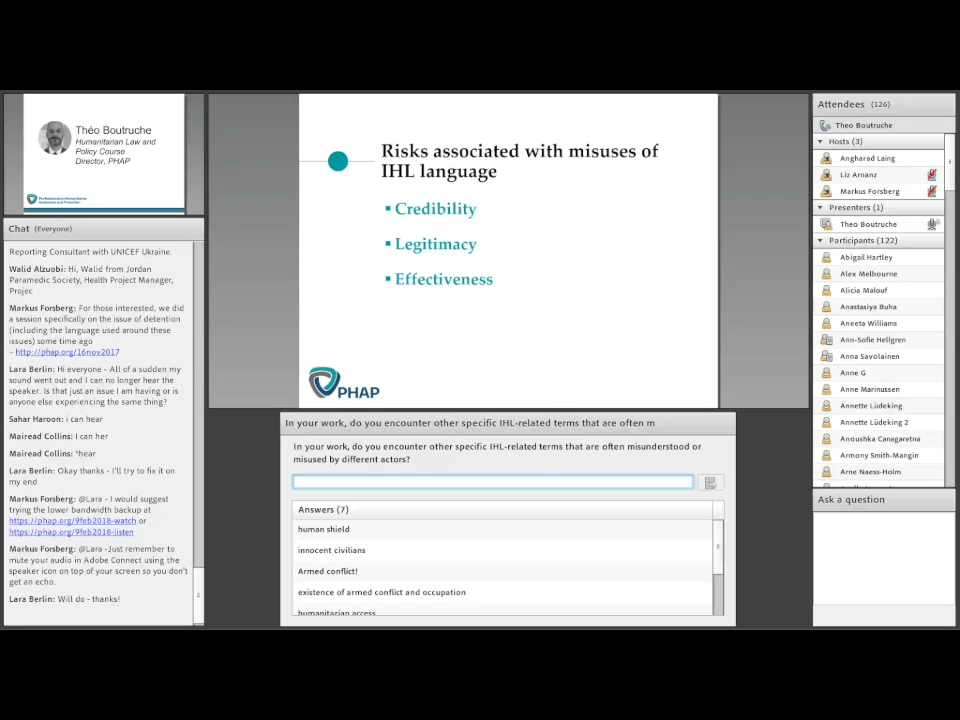 Théo Boutruche
Humanitarian Law and
Policy Course
Director, PHAP
Chat (Everyone)
Reporting Consultant with UNICEF Ukraine.
Walid Alzuobi: Hi, Walid from Jordan
Paramedic Society, Health Project Manager,
Projec
Markus Forsberg: For those interested, we did
a session specifically on the issue of detention
(including the language used around these
issues) some time ago
- http://phap.org/16nov2017
Lara Berlin: Hi everyone - All of a sudden my
sound went out and I can no longer hear the
speaker. Is that just an issue I am having or is
anyone else experiencing the same thing?
Sahar Haroon: i can hear
Mairead Collins: I can her
Mairead Collins: *hear
Lara Berlin: Okay thanks - I'll try to fix it on
my end
Markus Forsberg: @Lara - I would suggest
trying the lower bandwidth backup at
https://phap.org/9feb2018-watch or
https://phap.org/9feb2018-listen
Markus Forsberg: @Lara -Just remember to
mute your audio in Adobe Connect using the
speaker icon on top of your screen so you don't
get an echo.
Lara Berlin: Will do - thanks!
Risks associated with misuses of
IHL language
▪ Credibility
▪ Legitimacy
▪ Effectiveness
PHAP
In your work, do you encounter other specific IHL-related terms that are often m
In your work, do you encounter other specific IHL-related terms that are often misunderstood or
misused by different actors?
Answers (7)
human shield
innocent civilians
Armed conflict!
existence of armed conflict and occupation
humanitarian access
Attendees (126)
Theo Boutruche
Hosts (3)
Angharad Laing
Liz Arnanz
Markus Forsberg
Presenters (1)
Theo Boutruche
Participants (122)
Abigail Hartley
Alex Melbourne
Alicia Malouf
Anastasiya Buha
Aneeta Williams
Ann-Sofie Hellgren
Anna Savolainen
Anne G
Anne Marinussen
Annette Lüdeking
Annette Lüdeking 2
Anoushka Canagaretna
Armony Smith-Mangin
Arne Naess-Holm
Ask a question